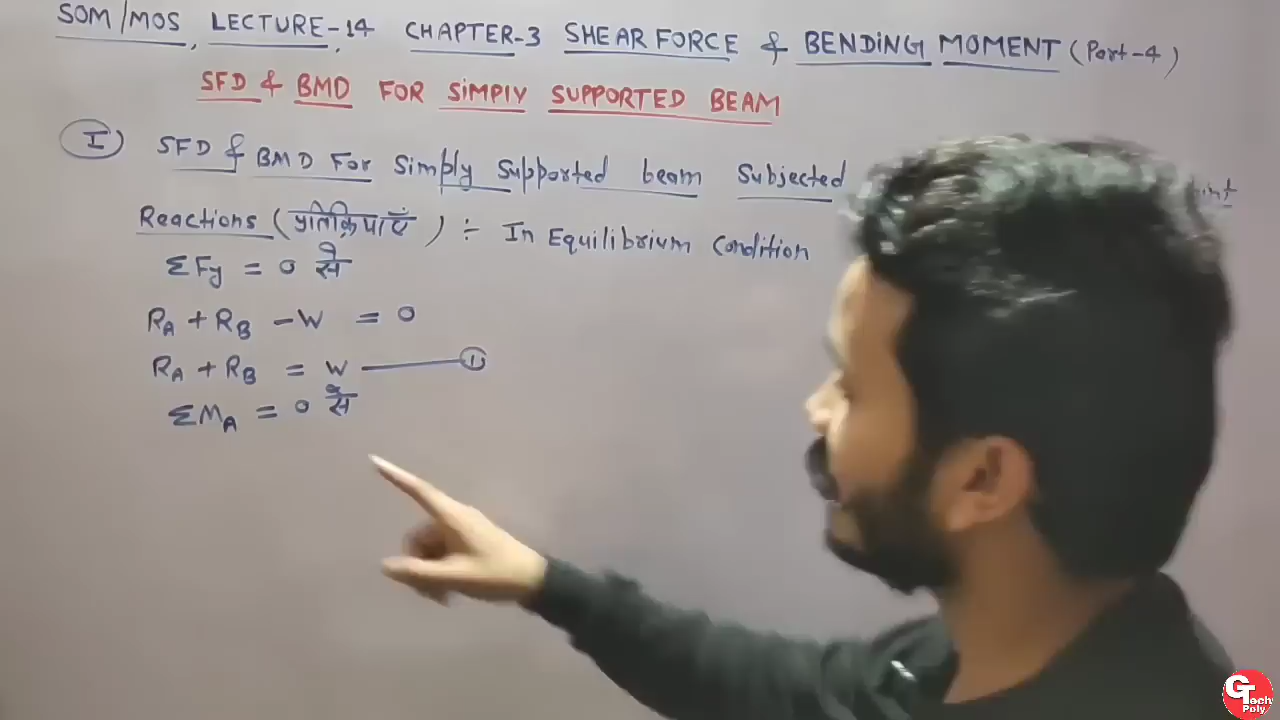 SOM/MOS, LECTURE-14 CHAPTER-3 SHEAR FORCE & BENDING MOMENT (Part-4)
SFD & BMD FOR SIMPLY SUPPORTED BEAM
I) SFD & BMD For Simply Supported beam Subjected
Reactions (प्रतिक्रियाएँ) ÷ In Equilibrium Condition
ΣFy = 0 से
RA + RB - W = 0
RA + RB = W ——— ①
ΣMA = 0 से
GTech Poly